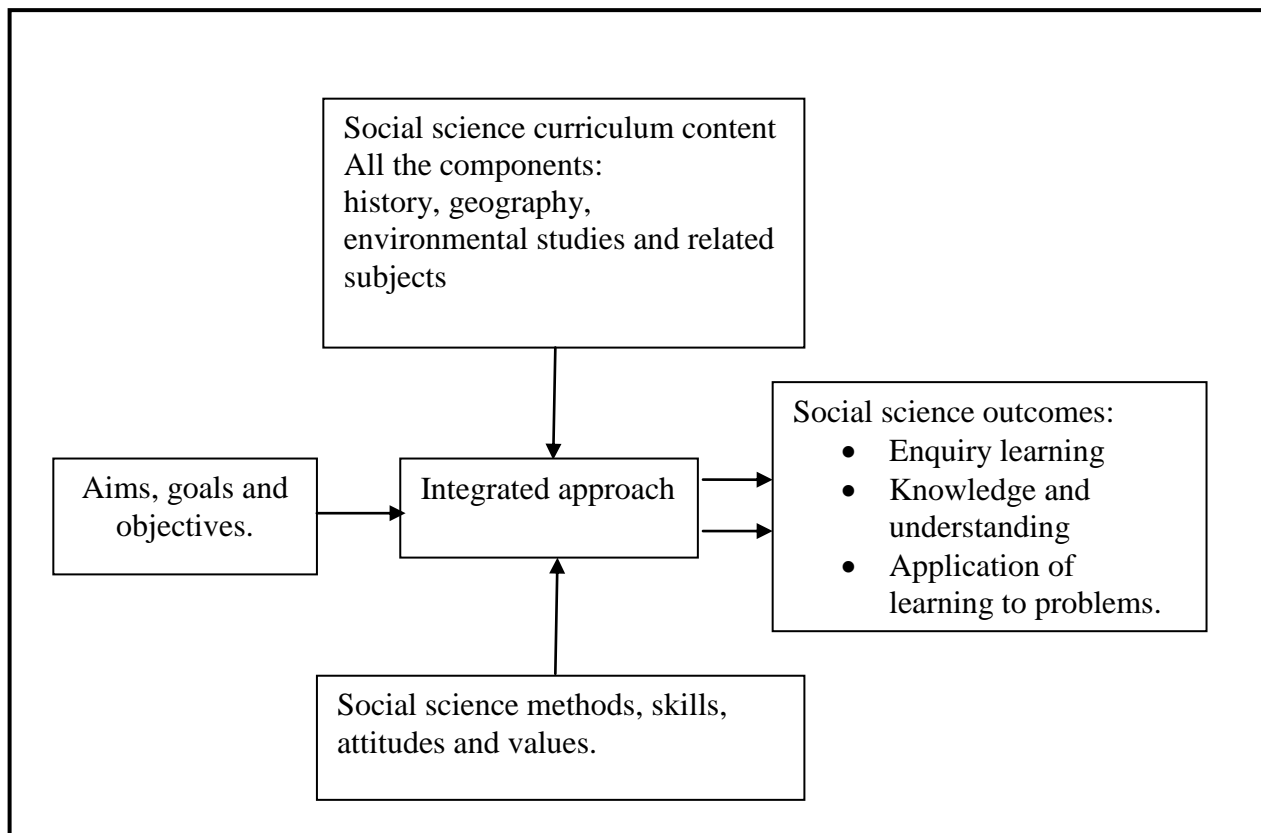 Social science curriculum content
All the components:
history, geography,
environmental studies and related
subjects
Aims, goals and
objectives.
Integrated approach
Social science outcomes:
• Enquiry learning
• Knowledge and
understanding
• Application of
learning to problems.
Social science methods, skills,
attitudes and values.